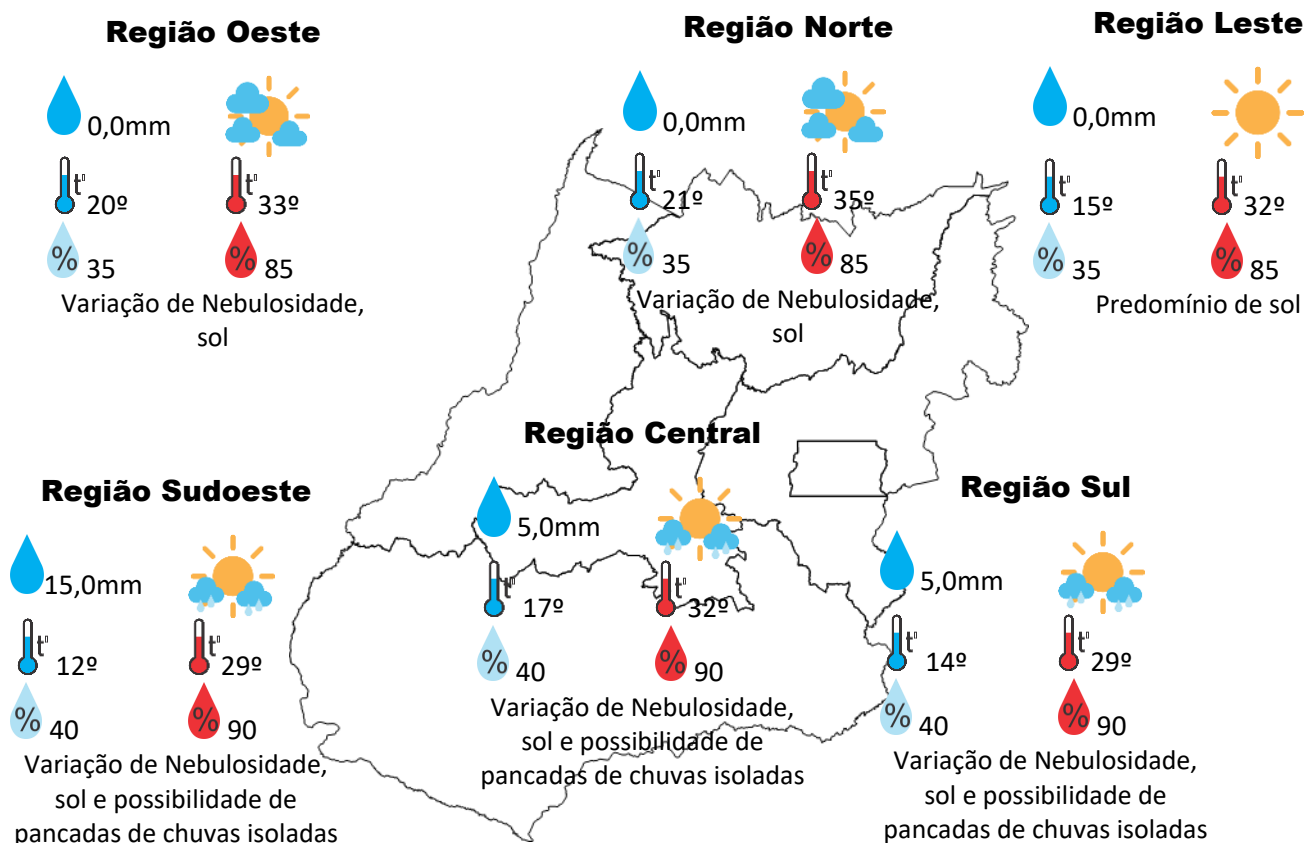 Região Oeste
0,0mm
t°
20º
t°
33º
%
35
%
85
Variação de Nebulosidade,
sol
Região Norte
0,0mm
t°
21º
t°
35º
%
35
%
85
Variação de Nebulosidade,
sol
Região Leste
0,0mm
t°
15º
t°
32º
%
35
%
85
Predomínio de sol
Região Sudoeste
15,0mm
t°
12º
t°
29º
%
40
%
90
Variação de Nebulosidade,
sol e possibilidade de
pancadas de chuvas isoladas
Região Central
5,0mm
t°
17º
t°
32º
%
40
%
90
Variação de Nebulosidade,
sol e possibilidade de
pancadas de chuvas isoladas
Região Sul
5,0mm
t°
14º
t°
29º
%
40
%
90
Variação de Nebulosidade,
sol e possibilidade de
pancadas de chuvas isoladas